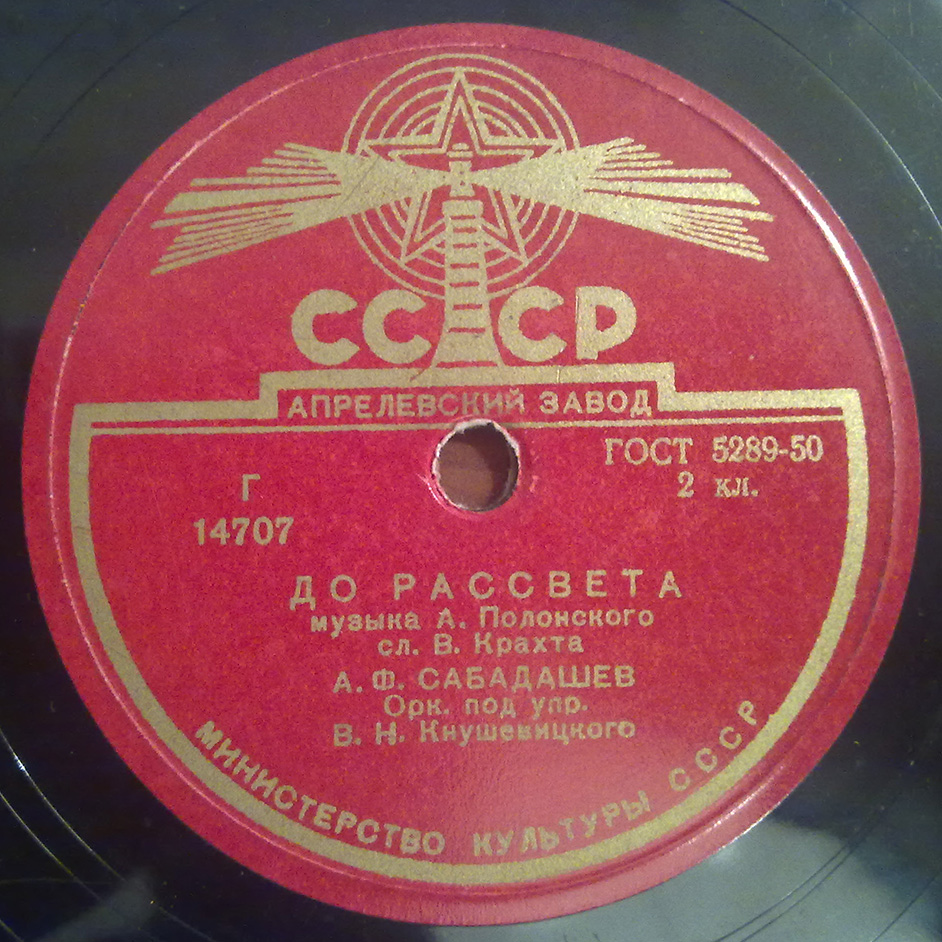 СССР
АПРЕЛЕВСКИЙ ЗАВОД
ГОСТ 5289-50
2 кл.
Г
14707
ДО РАССВЕТА
музыка А. Полонского
сл. В. Крахта
А. Ф. САБАДАШЕВ
Орк. под упр.
В. Н. Кнушевицкого
МИНИСТЕРСТВО КУЛЬТУРЫ СССР